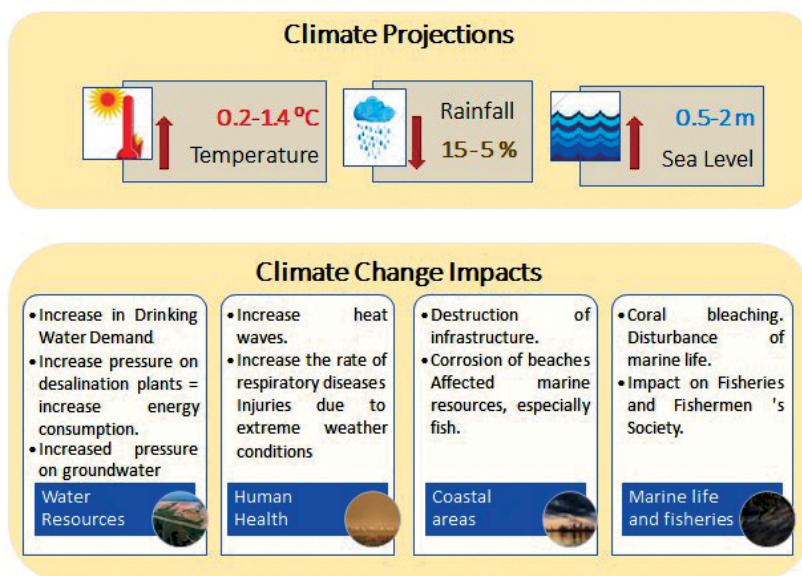 Climate Projections
0.2-1.4 ⁰C
Temperature
Rainfall
15-5 %
0.5-2 m
Sea Level
Climate Change Impacts
• Increase in Drinking
Water Demand
• Increase pressure on
desalination plants =
increase energy
consumption.
• Increased pressure
on groundwater
Water
Resources
• Increase heat
waves.
• Increase the rate of
respiratory diseases
Injuries due to
extreme weather
conditions
Human
Health
• Destruction of
infrastructure.
• Corrosion of beaches
Affected marine
resources, especially
fish.
Coastal
areas
• Coral bleaching.
Disturbance of
marine life.
• Impact on Fisheries
and Fishermen 's
Society.
Marine life
and fisheries